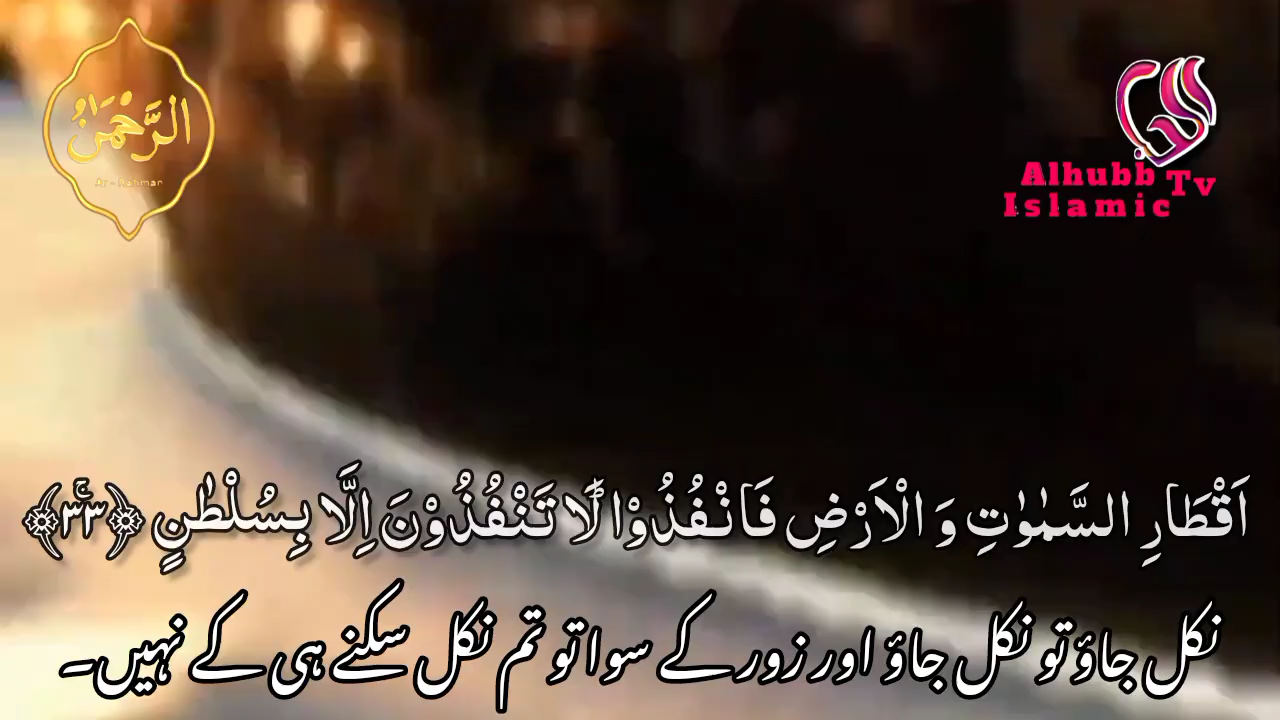 الرَّحْمَٰنُ
Ar-Rahman
الحب
Alhubb Tv
Islamic
اَقْطَارِ السَّمٰوٰتِ وَ الْاَرْضِ فَانْفُذُوْا ؕ لَا تَنْفُذُوْنَ اِلَّا بِسُلْطٰنٍ ﴿ۚ۳۳﴾
نکل جاؤ تو نکل جاؤ اور زور کے سوا تو تم نکل سکنے ہی کے نہیں۔